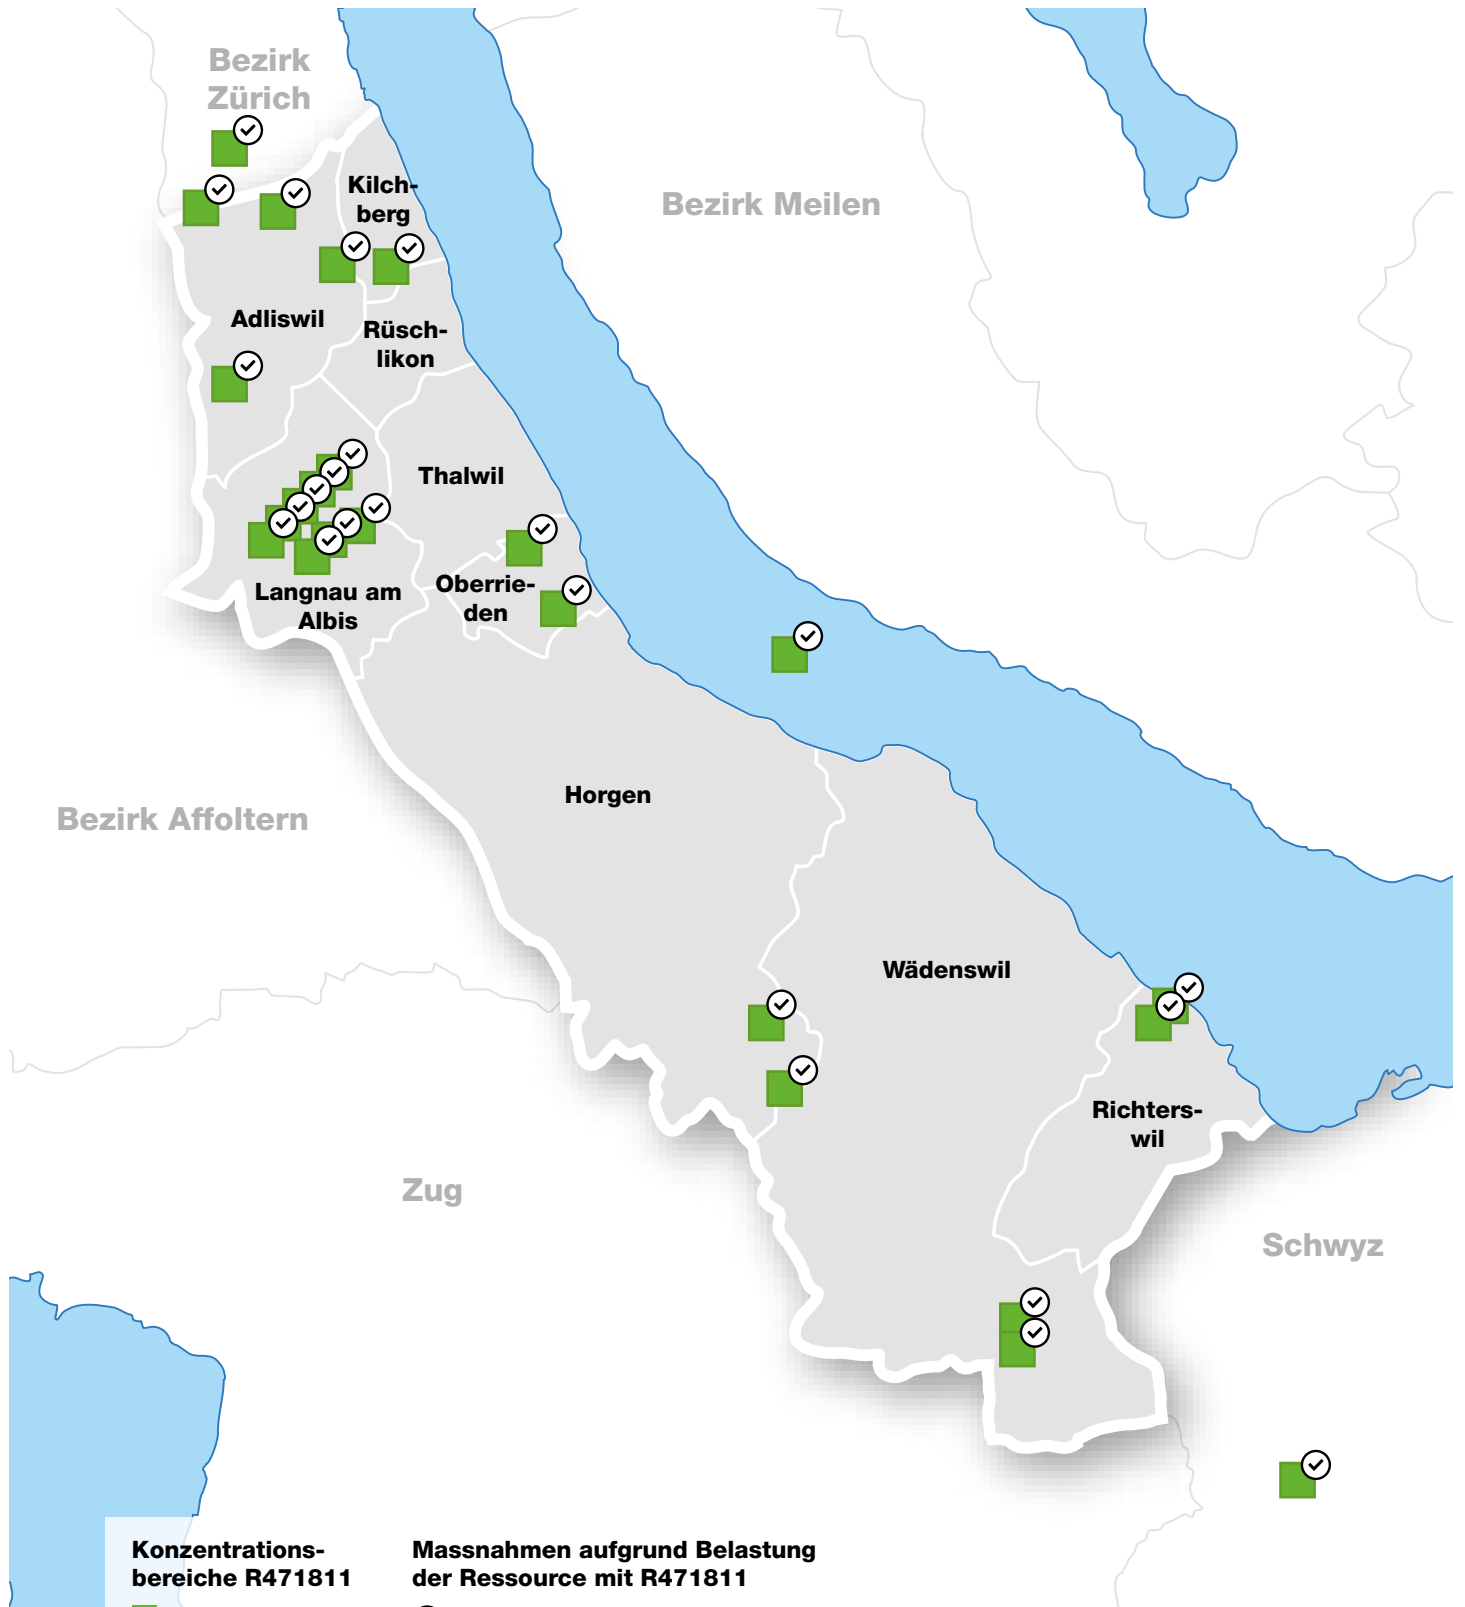 Bezirk
Zürich
Kilch-
berg
Bezirk Meilen
Adliswil
Rüsch-
likon
Thalwil
Oberrie-
den
Langnau am
Albis
Horgen
Bezirk Affoltern
Wädenswil
Richters-
wil
Zug
Schwyz
Konzentrations-
bereiche R471811
Massnahmen aufgrund Belastung
der Ressource mit R471811